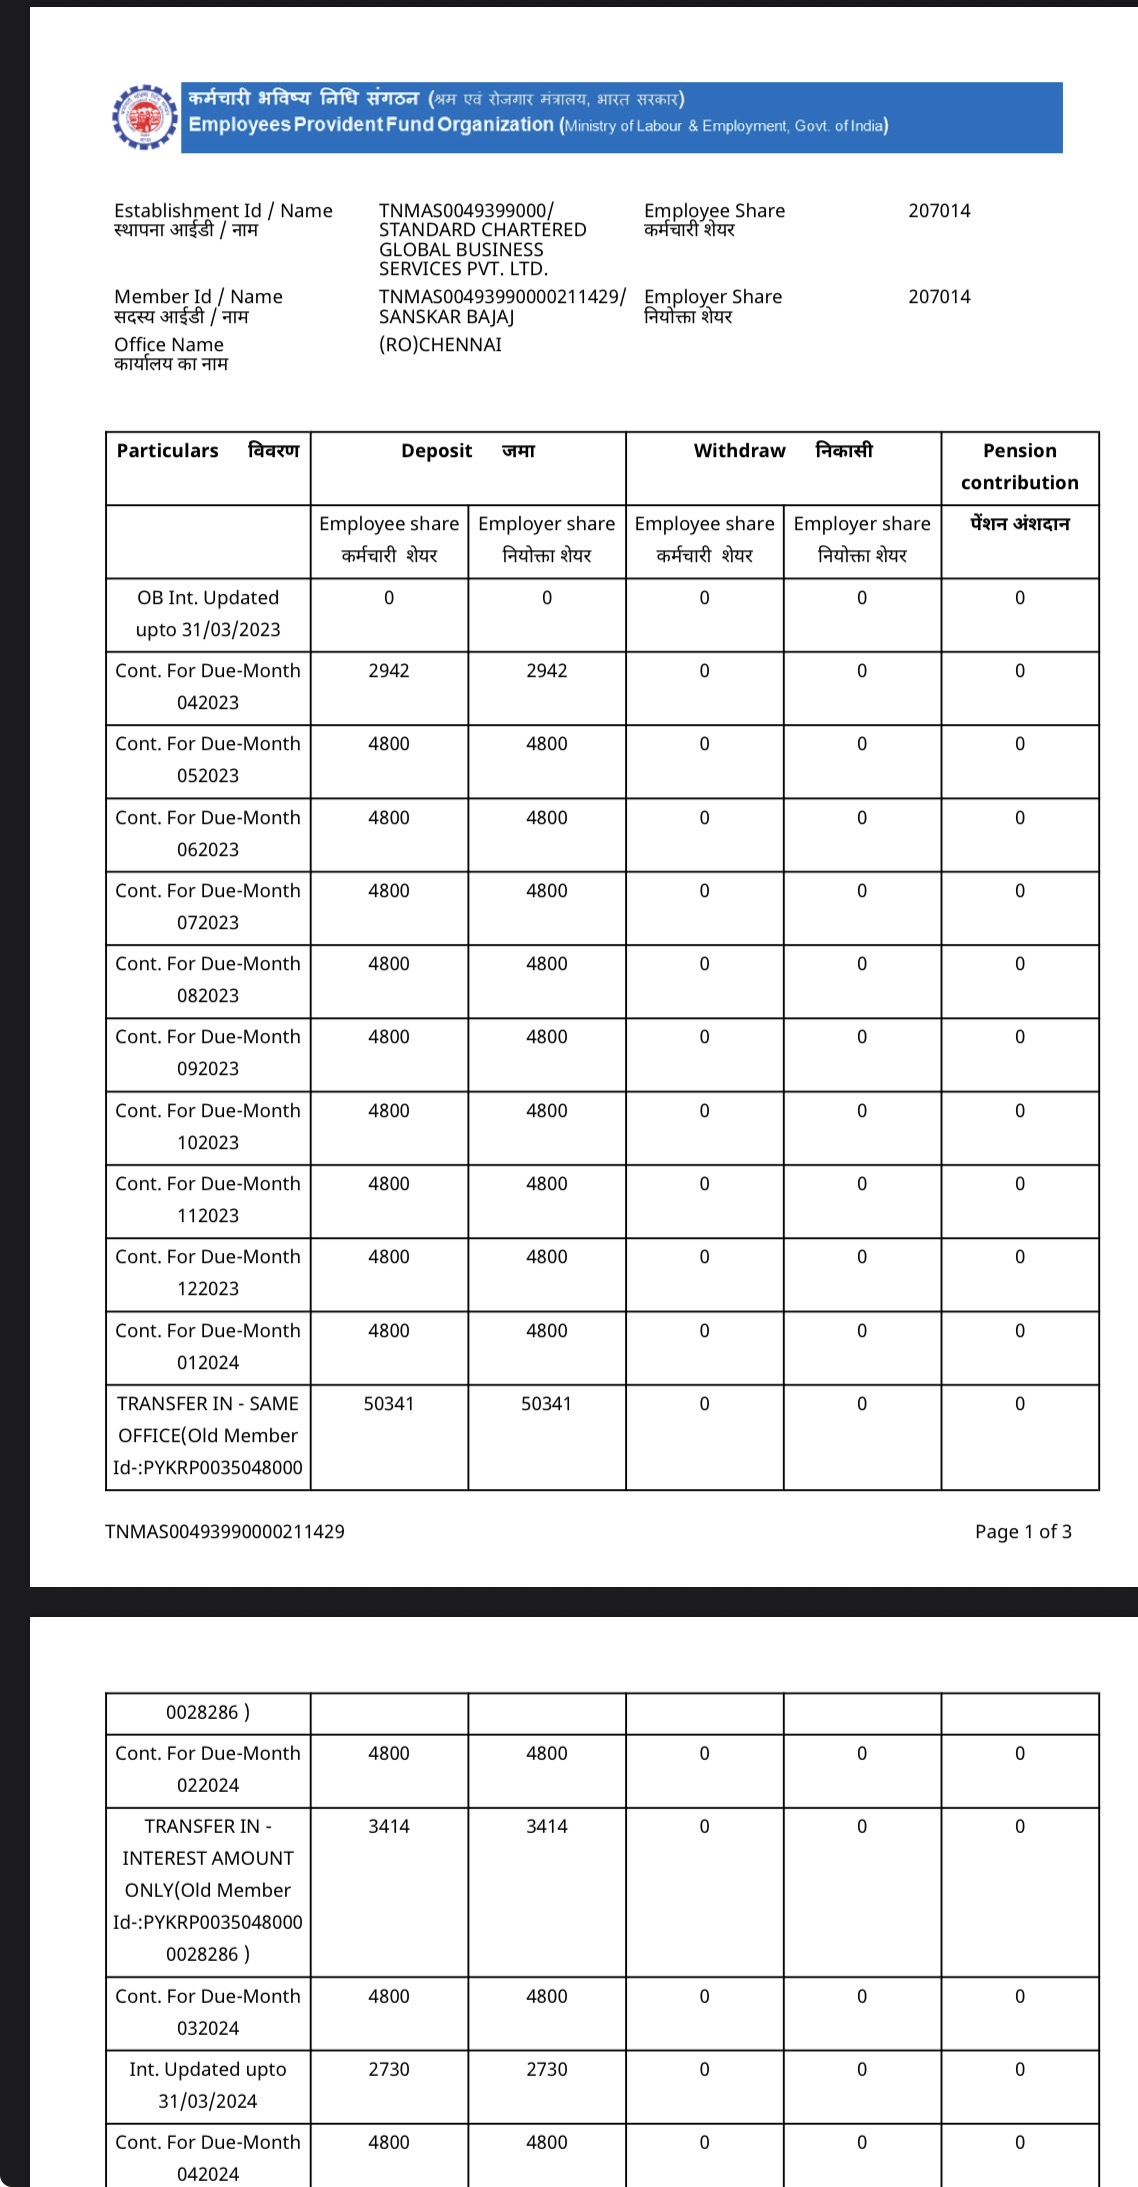 कर्मचारी भविष्य निधि संगठन (श्रम एवं रोजगार मंत्रालय, भारत सरकार)
Employees Provident Fund Organization (Ministry of Labour & Employment, Govt. of India)
Establishment Id / Name TNMAS0049399000/ Employee Share 207014
स्थापना आईडी / नाम STANDARD CHARTERED कर्मचारी शेयर
GLOBAL BUSINESS
SERVICES PVT. LTD.
Member Id / Name TNMAS00493990000211429/ Employer Share 207014
सदस्य आईडी / नाम SANSKAR BAJAJ नियोक्ता शेयर
Office Name (RO)CHENNAI
कार्यालय का नाम
Particulars विवरण Deposit जमा Withdraw निकासी Pension
contribution
Employee share Employer share Employee share Employer share पेंशन अंशदान
कर्मचारी शेयर नियोक्ता शेयर कर्मचारी शेयर नियोक्ता शेयर
OB Int. Updated 0 0 0 0 0
upto 31/03/2023
Cont. For Due-Month 2942 2942 0 0 0
042023
Cont. For Due-Month 4800 4800 0 0 0
052023
Cont. For Due-Month 4800 4800 0 0 0
062023
Cont. For Due-Month 4800 4800 0 0 0
072023
Cont. For Due-Month 4800 4800 0 0 0
082023
Cont. For Due-Month 4800 4800 0 0 0
092023
Cont. For Due-Month 4800 4800 0 0 0
102023
Cont. For Due-Month 4800 4800 0 0 0
112023
Cont. For Due-Month 4800 4800 0 0 0
122023
Cont. For Due-Month 4800 4800 0 0 0
012024
TRANSFER IN - SAME 50341 50341 0 0 0
OFFICE(Old Member
Id-:PYKRP0035048000
TNMAS00493990000211429 Page 1 of 3
0028286 )
Cont. For Due-Month 4800 4800 0 0 0
022024
TRANSFER IN - 3414 3414 0 0 0
INTEREST AMOUNT
ONLY(Old Member
Id-:PYKRP0035048000
0028286 )
Cont. For Due-Month 4800 4800 0 0 0
032024
Int. Updated upto 2730 2730 0 0 0
31/03/2024
Cont. For Due-Month 4800 4800 0 0 0
042024